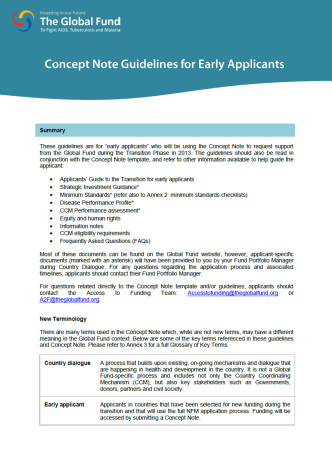 Investing in our future
The Global Fund
To Fight AIDS, Tuberculosis and Malaria
Concept Note Guidelines for Early Applicants
Summary
These guidelines are for "early applicants" who will be using the Concept Note to request support
from the Global Fund during the Transition Phase in 2013. The guidelines should also be read in
conjunction with the Concept Note template, and refer to other information available to help guide the
applicant:
• Applicants' Guide to the Transition for early applicants
• Strategic Investment Guidance*
• Minimum Standards* (refer also to Annex 2: minimum standards checklists)
• Disease Performance Profile*
• CCM Performance assessment*
• Equity and human rights
• Information notes
• CCM eligibility requirements
• Frequently Asked Questions (FAQs)
Most of these documents can be found on the Global Fund website; however, applicant-specific
documents (marked with an asterisk) will have been provided to you by your Fund Portfolio Manager
during Country Dialogue. For any questions regarding the application process and associated
timelines, applicants should contact their Fund Portfolio Manager.
For questions related directly to the Concept Note template and/or guidelines, applicants should
contact the Access to Funding Team: Accesstofunding@theglobalfund.org or
A2F@theglobalfund.org.
New Terminology
There are many terms used in the Concept Note which, while are not new terms, may have a different
meaning in the Global Fund context. Below are some of the key terms referenced in these guidelines
and Concept Note. Please refer to Annex 3 for a full Glossary of Key Terms.
Country dialogue A process that builds upon existing, on-going mechanisms and dialogue that
are happening in health and development in the country. It is not a Global
Fund-specific process and includes not only the Country Coordinating
Mechanism (CCM), but also key stakeholders such as Governments,
donors, partners and civil society.
Early applicant Applicants in countries that have been selected for new funding during the
transition and that will use the full NFM application process. Funding will be
accessed by submitting a Concept Note.